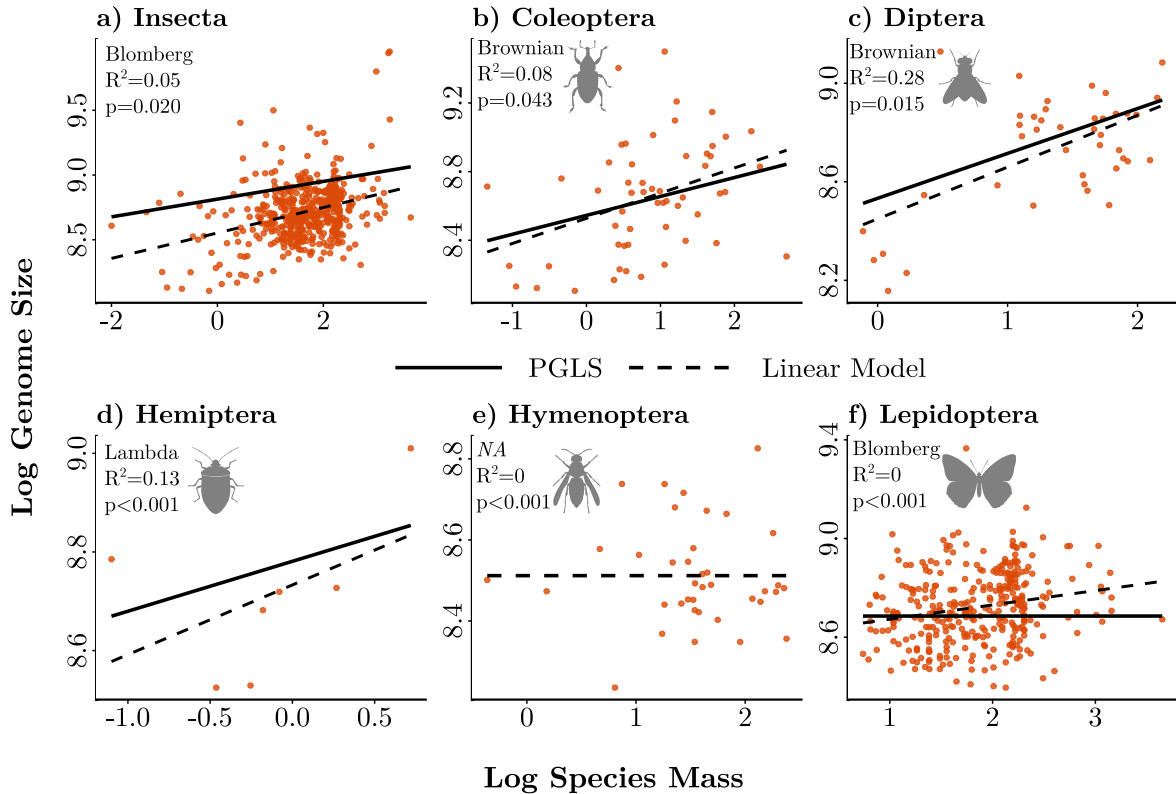 a) Insecta
Blomberg
R²=0.05
p=0.020
9.5
9.0
8.5
-2 0 2
b) Coleoptera
Brownian
R²=0.08
p=0.043
9.2
8.8
8.4
-1 0 1 2
c) Diptera
Brownian
R²=0.28
p=0.015
9.0
8.6
8.2
0 1 2
Log Genome Size
PGLS Linear Model
d) Hemiptera
Lambda
R²=0.13
p<0.001
9.0
8.8
8.6
-1.0 -0.5 0.0 0.5
e) Hymenoptera
NA
R²=0
p<0.001
8.8
8.6
8.4
0 1 2
f) Lepidoptera
Blomberg
R²=0
p<0.001
9.4
9.0
8.6
1 2 3
Log Species Mass